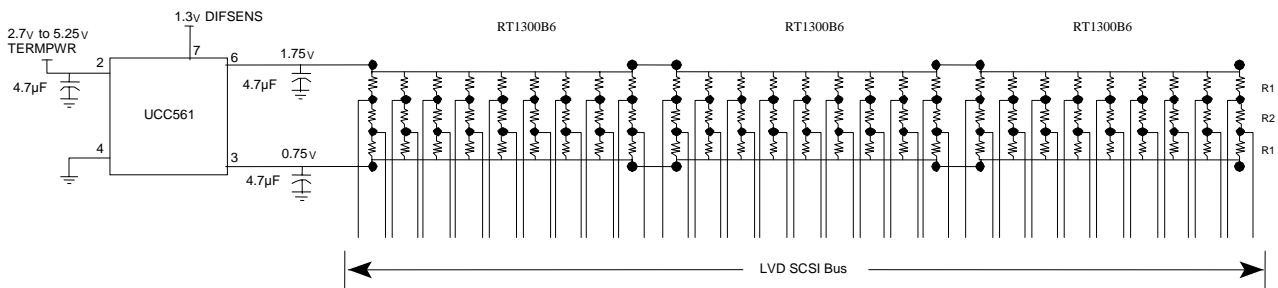 RT1300B6
RT1300B6
RT1300B6
1.3V DIFSENS
2.7V to 5.25V
TERMPWR
7
6
1.75V
2
4.7µF
4.7µF
R1
UCC561
R2
4
3
0.75V
R1
4.7µF
LVD SCSI Bus